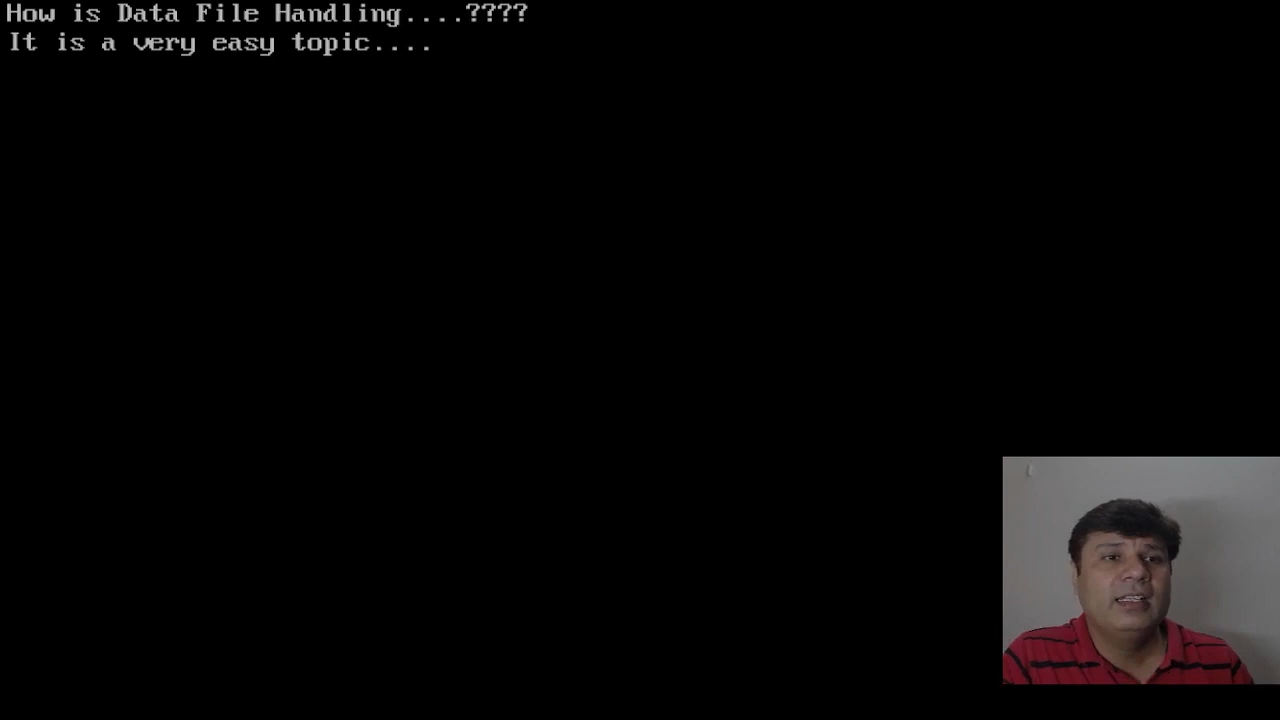 How is Data File Handling....????
It is a very easy topic....